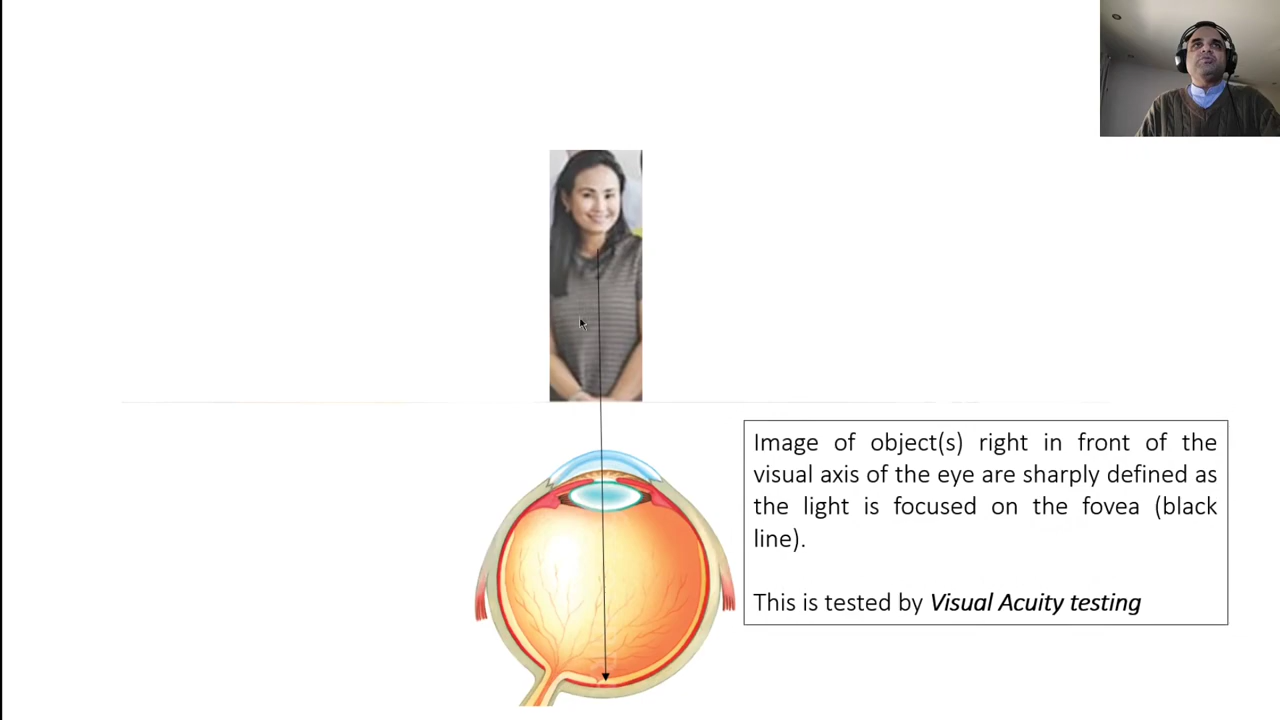 Image of object(s) right in front of the
visual axis of the eye are sharply defined as
the light is focused on the fovea (black
line).
This is tested by Visual Acuity testing